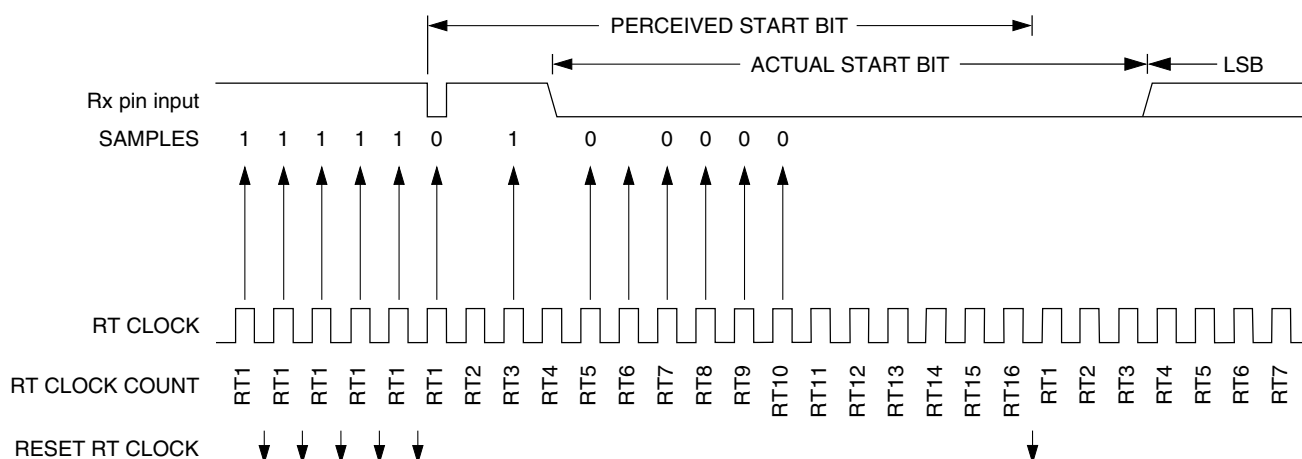 PERCEIVED START BIT
ACTUAL START BIT
LSB
Rx pin input
SAMPLES 1 1 1 1 1 0 1 0 0 0 0 0
RT CLOCK
RT CLOCK COUNT RT1 RT1 RT1 RT1 RT1 RT1 RT2 RT3 RT4 RT5 RT6 RT7 RT8 RT9 RT10 RT11 RT12 RT13 RT14 RT15 RT16 RT1 RT2 RT3 RT4 RT5 RT6 RT7
RESET RT CLOCK